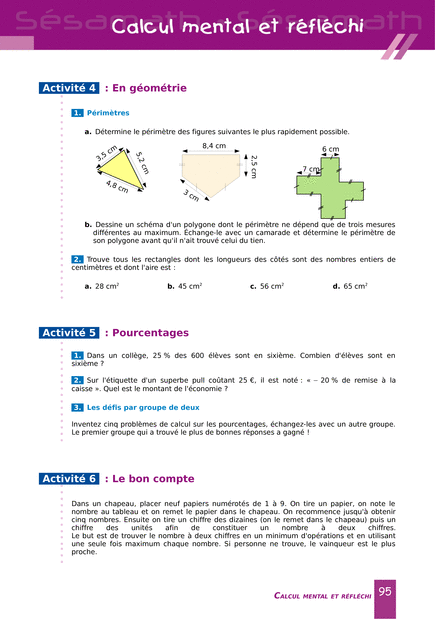 Sésamath - Sésamath
Calcul mental et réfléchi
Activité 4 : En géométrie
1. Périmètres
a. Détermine le périmètre des figures suivantes le plus rapidement possible.
3,5 cm
5,2 cm
4,8 cm
8,4 cm
2,5 cm
3 cm
6 cm
7 cm
b. Dessine un schéma d'un polygone dont le périmètre ne dépend que de trois mesures
différentes au maximum. Échange-le avec un camarade et détermine le périmètre de
son polygone avant qu'il n'ait trouvé celui du tien.
2. Trouve tous les rectangles dont les longueurs des côtés sont des nombres entiers de
centimètres et dont l'aire est :
a. 28 cm²
b. 45 cm²
c. 56 cm²
d. 65 cm²
Activité 5 : Pourcentages
1. Dans un collège, 25 % des 600 élèves sont en sixième. Combien d'élèves sont en
sixième ?
2. Sur l'étiquette d'un superbe pull coûtant 25 €, il est noté : « – 20 % de remise à la
caisse ». Quel est le montant de l'économie ?
3. Les défis par groupe de deux
Inventez cinq problèmes de calcul sur les pourcentages, échangez-les avec un autre groupe.
Le premier groupe qui a trouvé le plus de bonnes réponses a gagné !
Activité 6 : Le bon compte
Dans un chapeau, placer neuf papiers numérotés de 1 à 9. On tire un papier, on note le
nombre au tableau et on remet le papier dans le chapeau. On recommence jusqu'à obtenir
cinq nombres. Ensuite on tire un chiffre des dizaines (on le remet dans le chapeau) puis un
chiffre des unités afin de constituer un nombre à deux chiffres.
Le but est de trouver le nombre à deux chiffres en un minimum d'opérations et en utilisant
une seule fois maximum chaque nombre. Si personne ne trouve, le vainqueur est le plus
proche.
CALCUL MENTAL ET RÉFLÉCHI 95